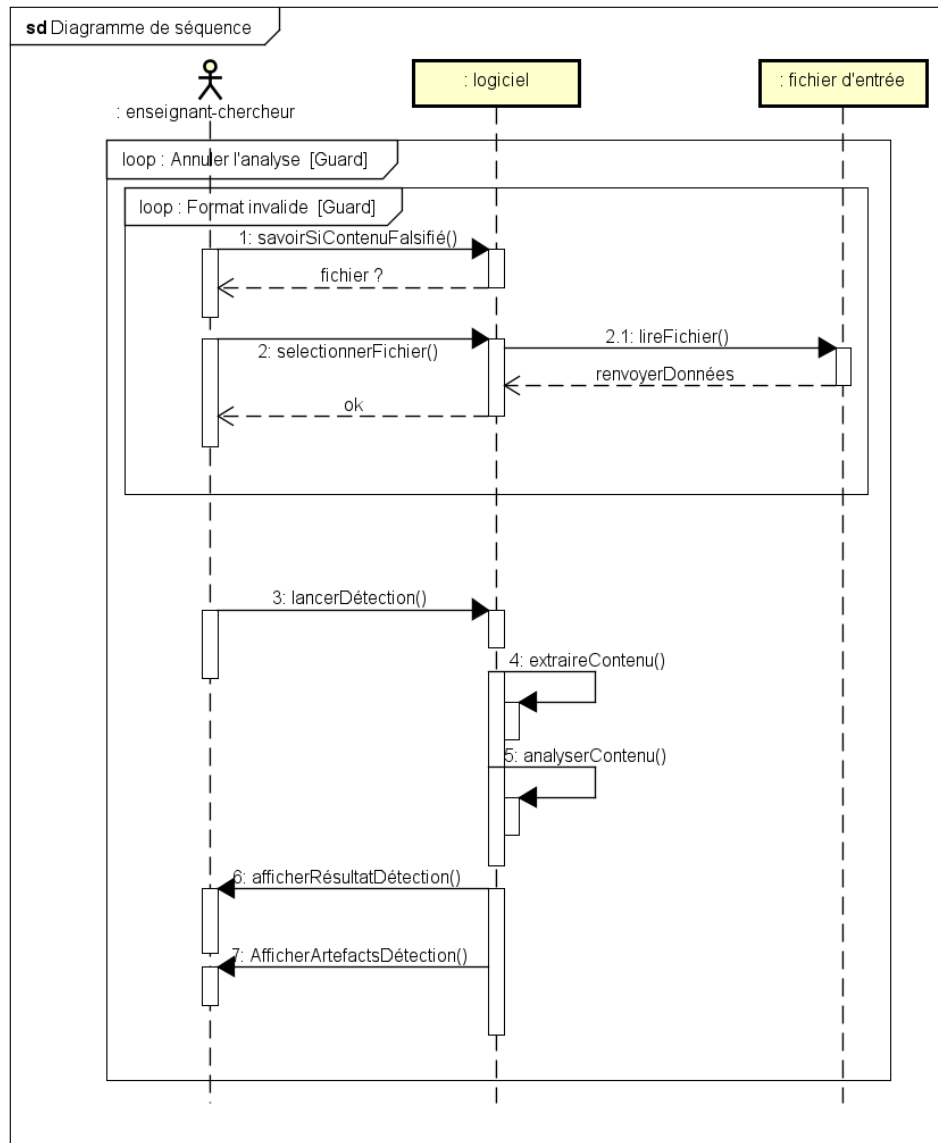 sd Diagramme de séquence
: enseignant-chercheur
: logiciel
: fichier d'entrée
loop : Annuler l'analyse [Guard]
loop : Format invalide [Guard]
1: savoirSiContenuFalsifié()
fichier ?
2: selectionnerFichier()
2.1: lireFichier()
renvoyerDonnées
ok
3: lancerDétection()
4: extraireContenu()
5: analyserContenu()
6: afficherRésultatDétection()
7: AfficherArtefactsDétection()